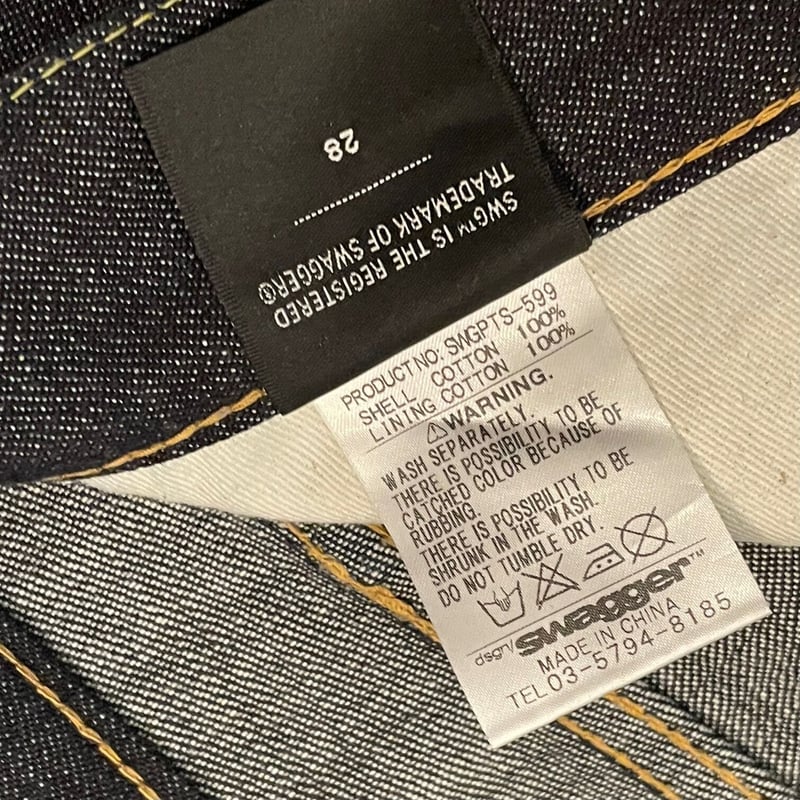 28
SWG™ IS THE REGISTERED
TRADEMARK OF SWAGGER®
PRODUCT NO: SWGPTS-599
SHELL COTTON 100%
LINING COTTON 100%
⚠WARNING.
WASH SEPARATELY.
THERE IS POSSIBILITY TO BE
CATCHED COLOR BECAUSE OF
RUBBING.
THERE IS POSSIBILITY TO BE
SHRUNK IN THE WASH.
DO NOT TUMBLE DRY.
dsgn/swagger™
MADE IN CHINA
TEL03-5794-8185